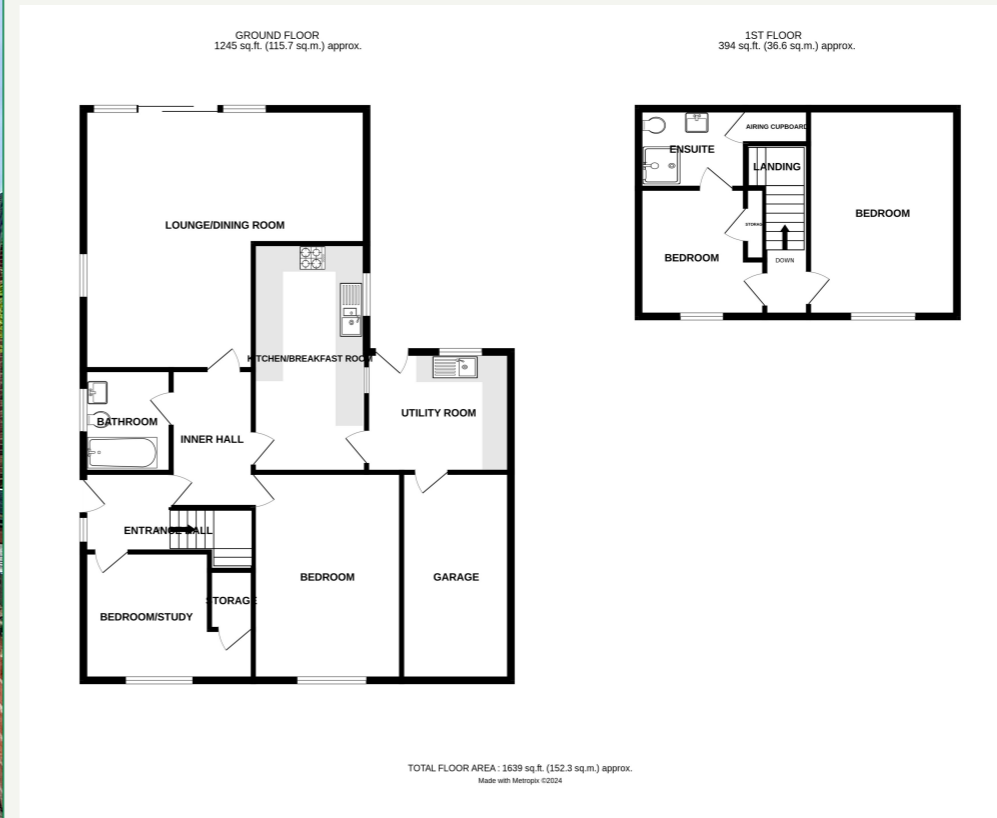 GROUND FLOOR
1245 sq.ft. (115.7 sq.m.) approx.
1ST FLOOR
394 sq.ft. (36.6 sq.m.) approx.
LOUNGE/DINING ROOM
KITCHEN/BREAKFAST ROOM
UTILITY ROOM
BATHROOM
INNER HALL
ENTRANCE HALL
BEDROOM
GARAGE
STORAGE
BEDROOM/STUDY
AIRING CUPBOARD
ENSUITE
LANDING
BEDROOM
STORAGE
BEDROOM
DOWN
TOTAL FLOOR AREA : 1639 sq.ft. (152.3 sq.m.) approx.
Made with Metropix ©2024